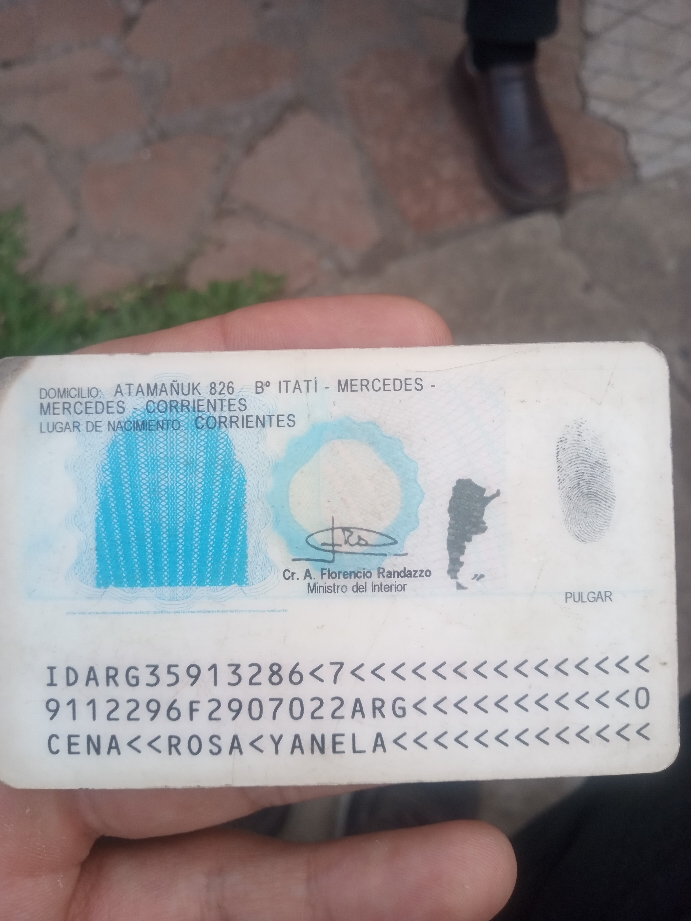 DOMICILIO: ATAMAÑUK 826 Bº ITATÍ - MERCEDES -
MERCEDES CORRIENTES
LUGAR DE NACIMIENTO CORRIENTES
Cr. A. Florencio Randazzo
Ministro del Interior
PULGAR
IDARG35913286<7<<<<<<<<<<<<<<<
9112296F2907022ARG<<<<<<<<<<<0
CENA<<ROSA<YANELA<<<<<<<<<<<<<